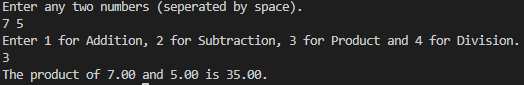 Enter any two numbers (seperated by space).
7 5
Enter 1 for Addition, 2 for Subtraction, 3 for Product and 4 for Division.
3
The product of 7.00 and 5.00 is 35.00.